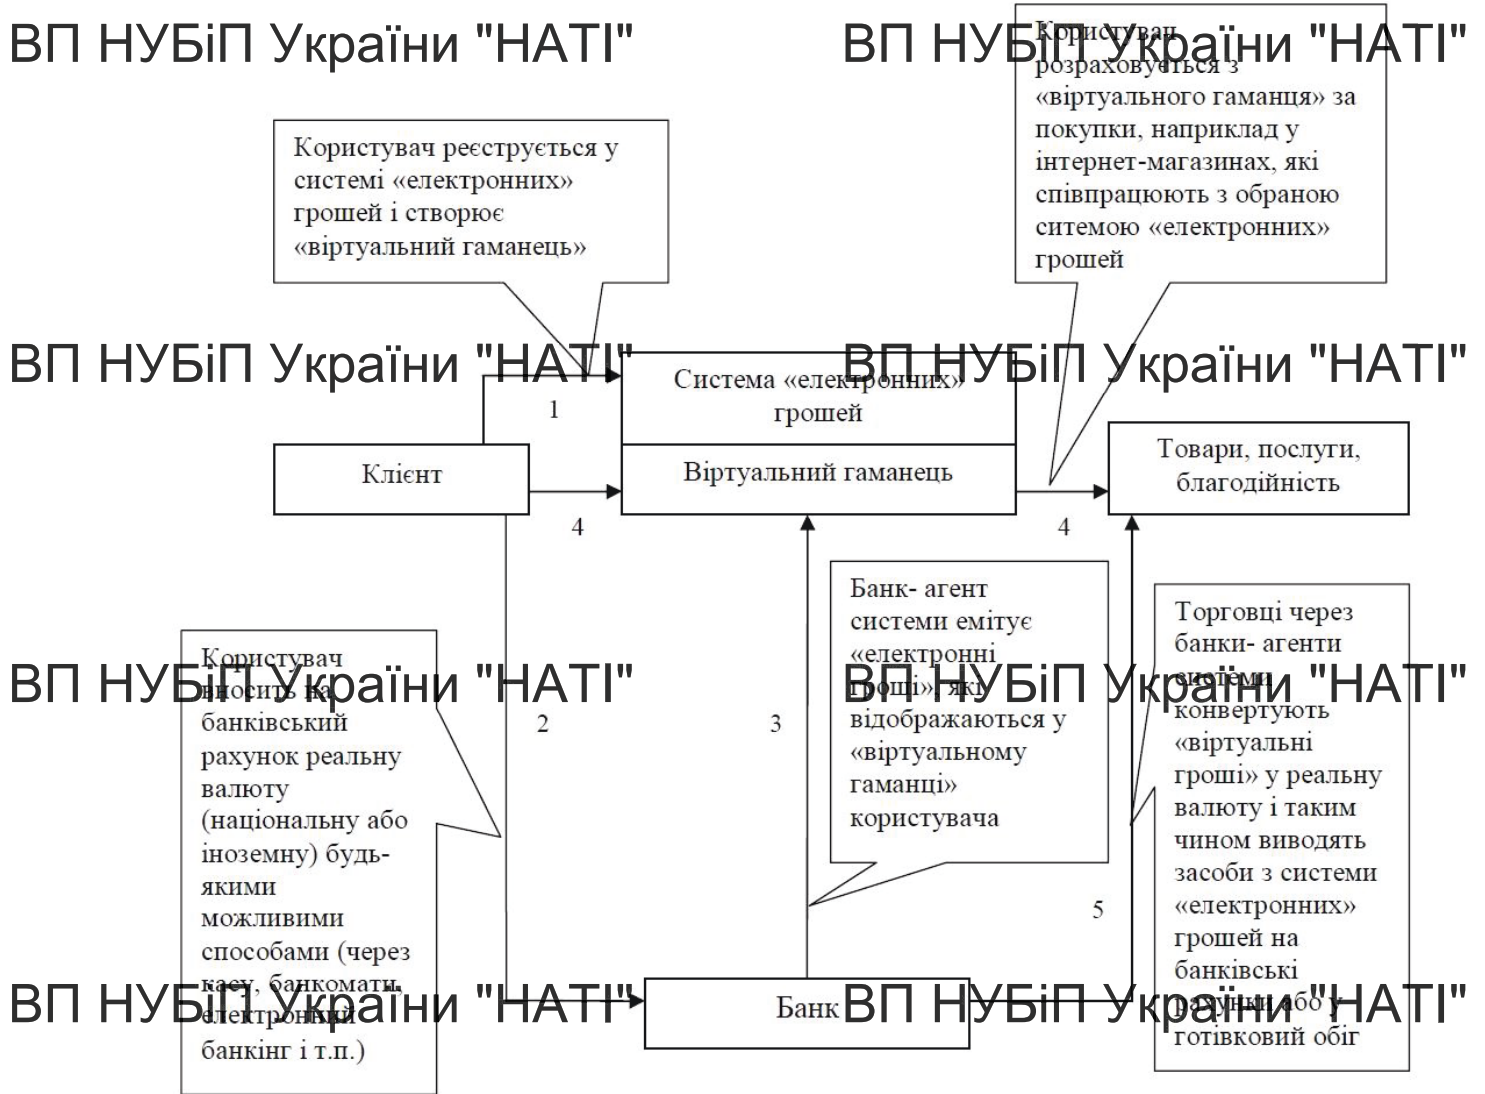 ВП НУБіП України "НАТІ"
ВП НУБіП України "НАТІ"
Користувач
розраховується з
«віртуального гаманця» за
покупки, наприклад у
інтернет-магазинах, які
співпрацюють з обраною
ситемою «електронних»
грошей
Користувач реєструється у
системі «електронних»
грошей і створює
«віртуальний гаманець»
ВП НУБіП України "НАТІ"
ВП НУБіП України "НАТІ"
Система «електронних»
грошей
1
Клієнт
Віртуальний гаманець
Товари, послуги,
благодійність
4
4
Банк- агент
системи емітує
«електронні
гроші», які
відображаються у
«віртуальному
гаманці»
користувача
Торговці через
банки- агенти
системи
конвертують
«віртуальні
гроші» у реальну
валюту і таким
чином виводять
засоби з системи
«електронних»
грошей на
банківські
рахунки або у
готівковий обіг
ВП НУБіП України "НАТІ"
ВП НУБіП України "НАТІ"
Користувач
вносить на
банківський
рахунок реальну
валюту
(національну або
іноземну) будь-
якими
можливими
способами (через
касу, банкомати,
електронний
банкінг і т.п.)
2
3
5
Банк
ВП НУБіП України "НАТІ"
ВП НУБіП України "НАТІ"